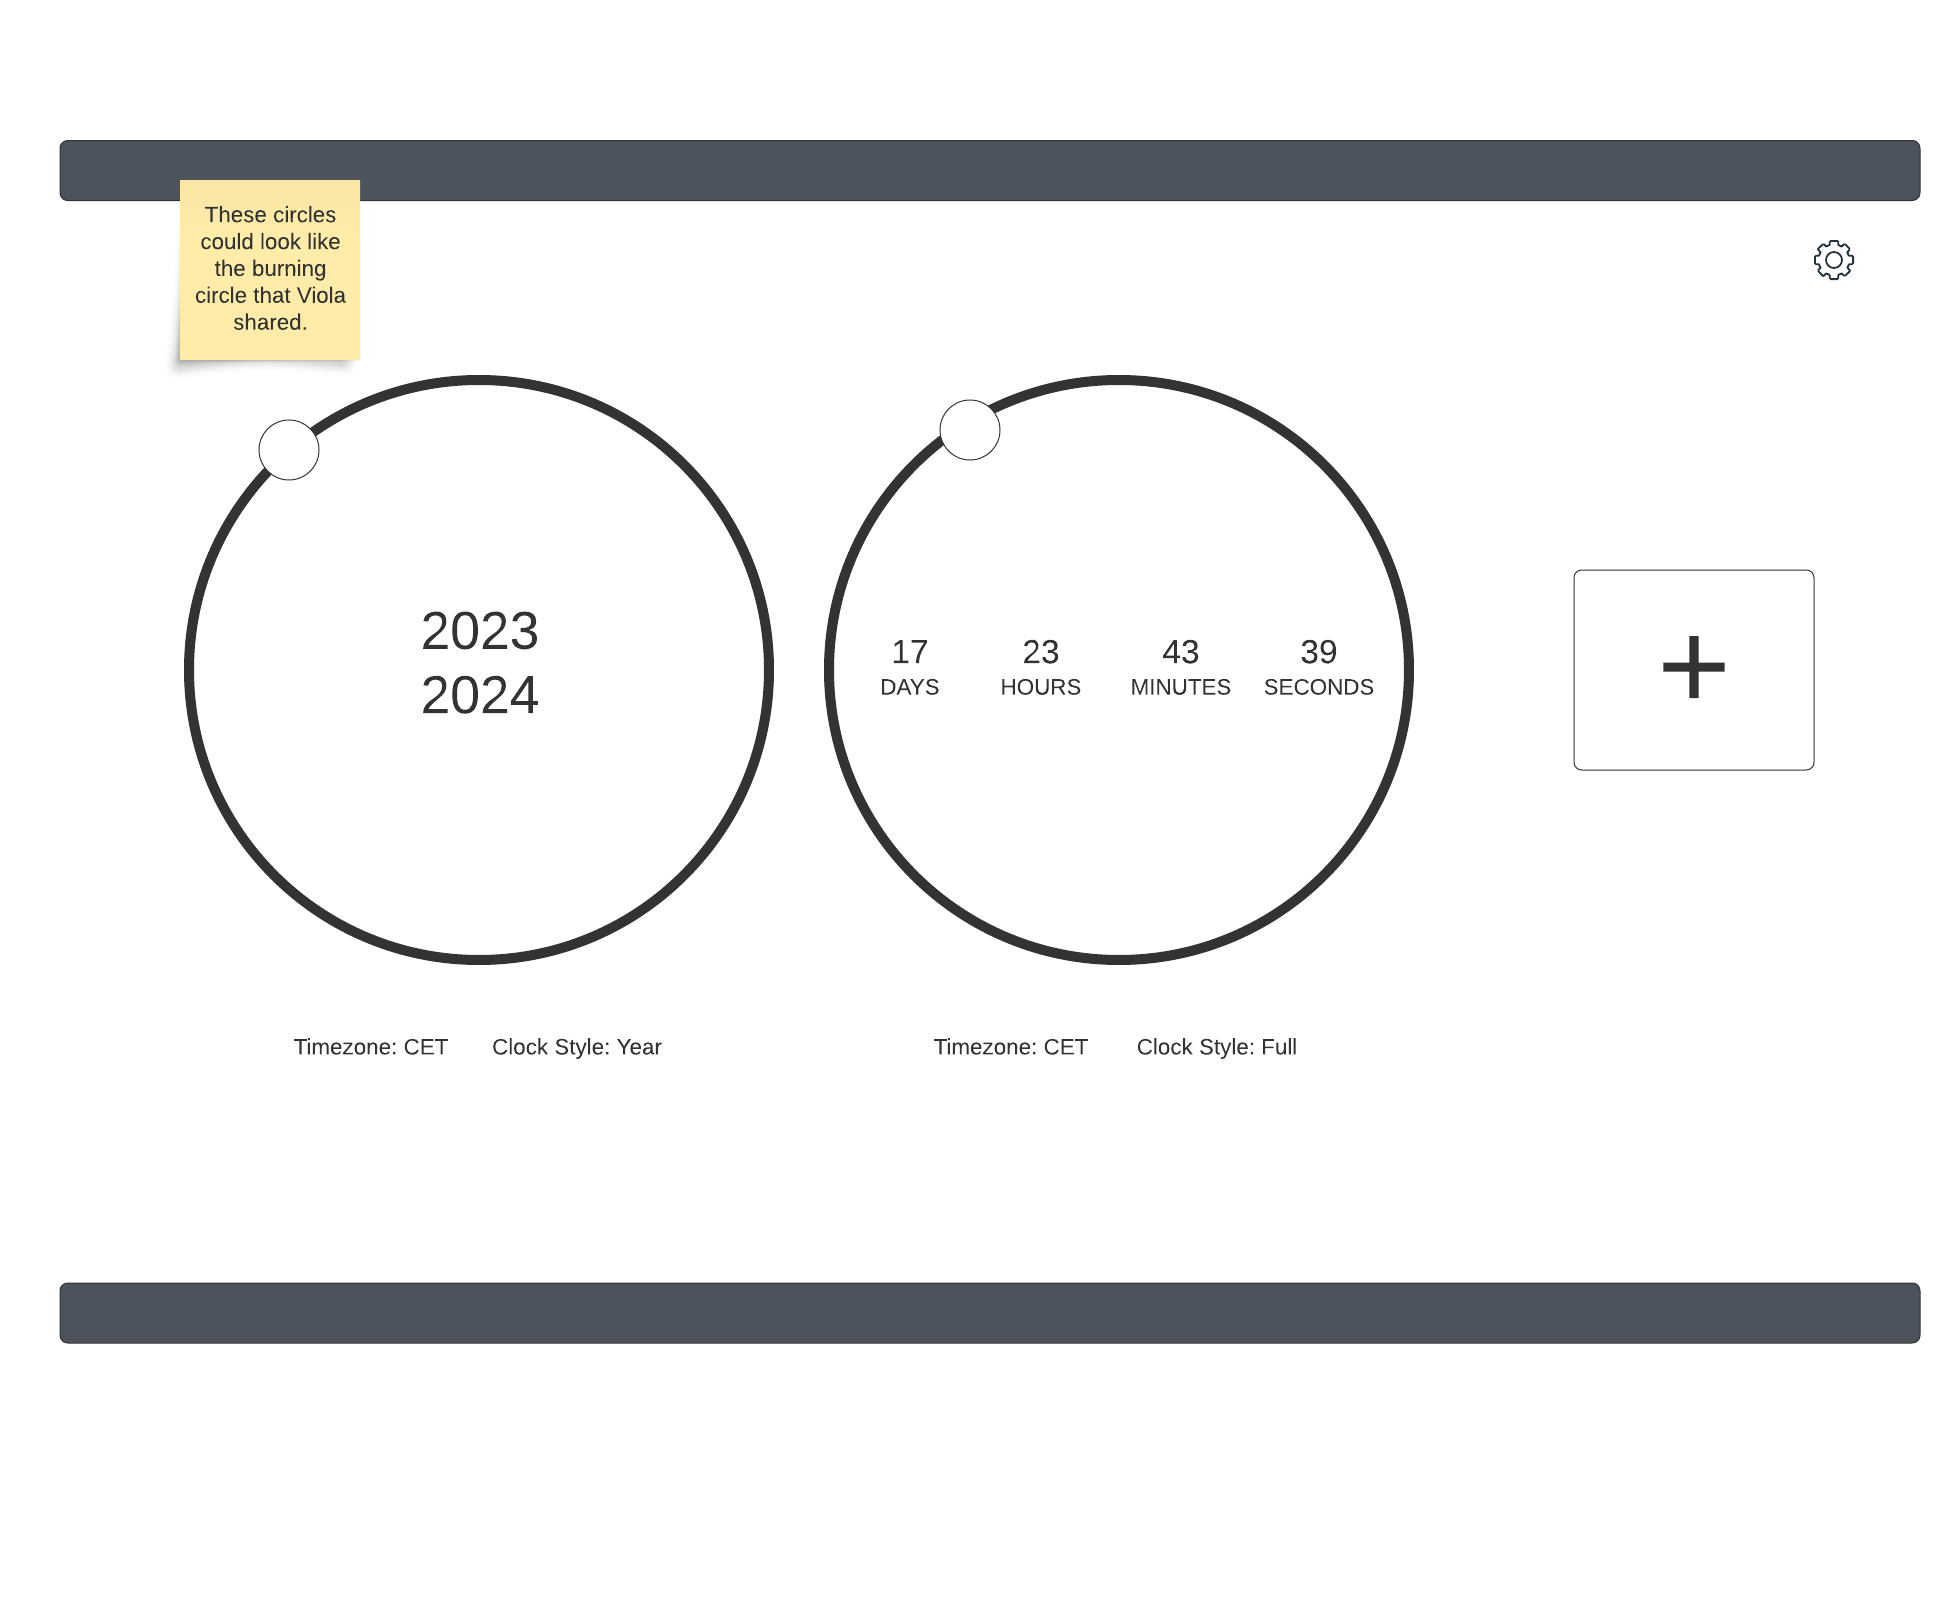 These circles
could look like
the burning
circle that Viola
shared.
2023
2024
17 23 43 39
DAYS HOURS MINUTES SECONDS
Timezone: CET Clock Style: Year
Timezone: CET Clock Style: Full